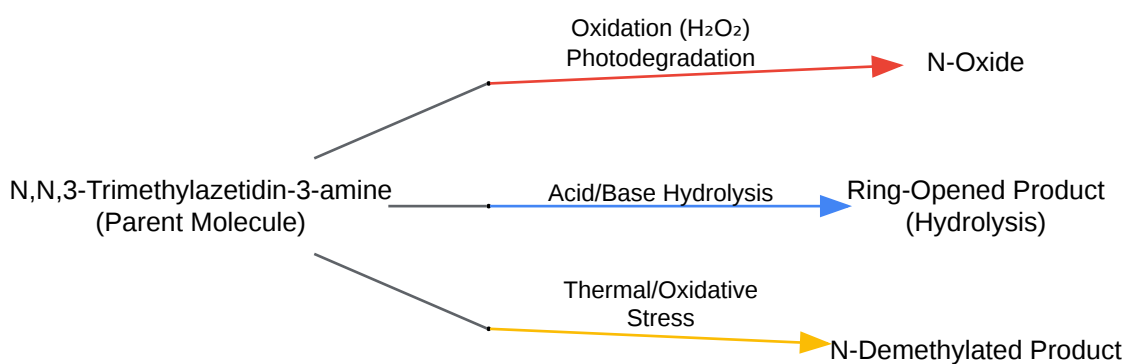 Oxidation (H₂O₂)
Photodegradation
N-Oxide
N,N,3-Trimethylazetidin-3-amine
(Parent Molecule)
Acid/Base Hydrolysis
Ring-Opened Product
(Hydrolysis)
Thermal/Oxidative
Stress
N-Demethylated Product